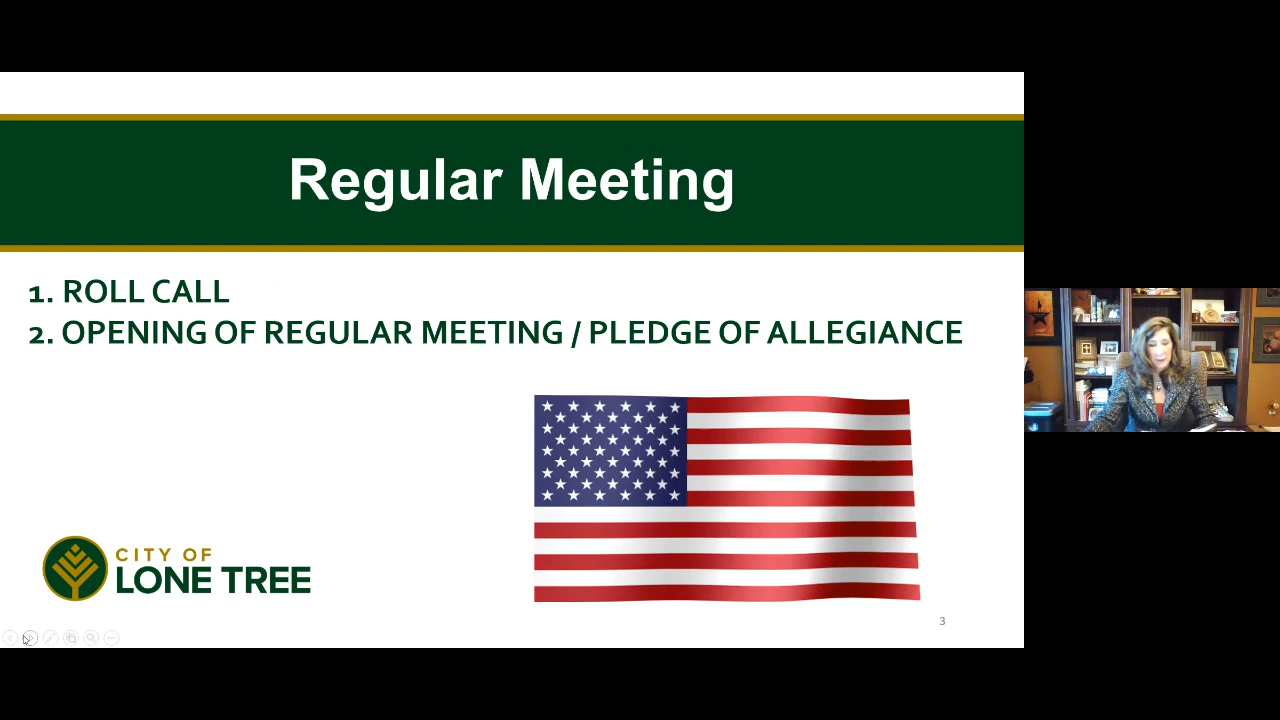 Regular Meeting
1. ROLL CALL
2. OPENING OF REGULAR MEETING / PLEDGE OF ALLEGIANCE
CITY OF
LONE TREE
3